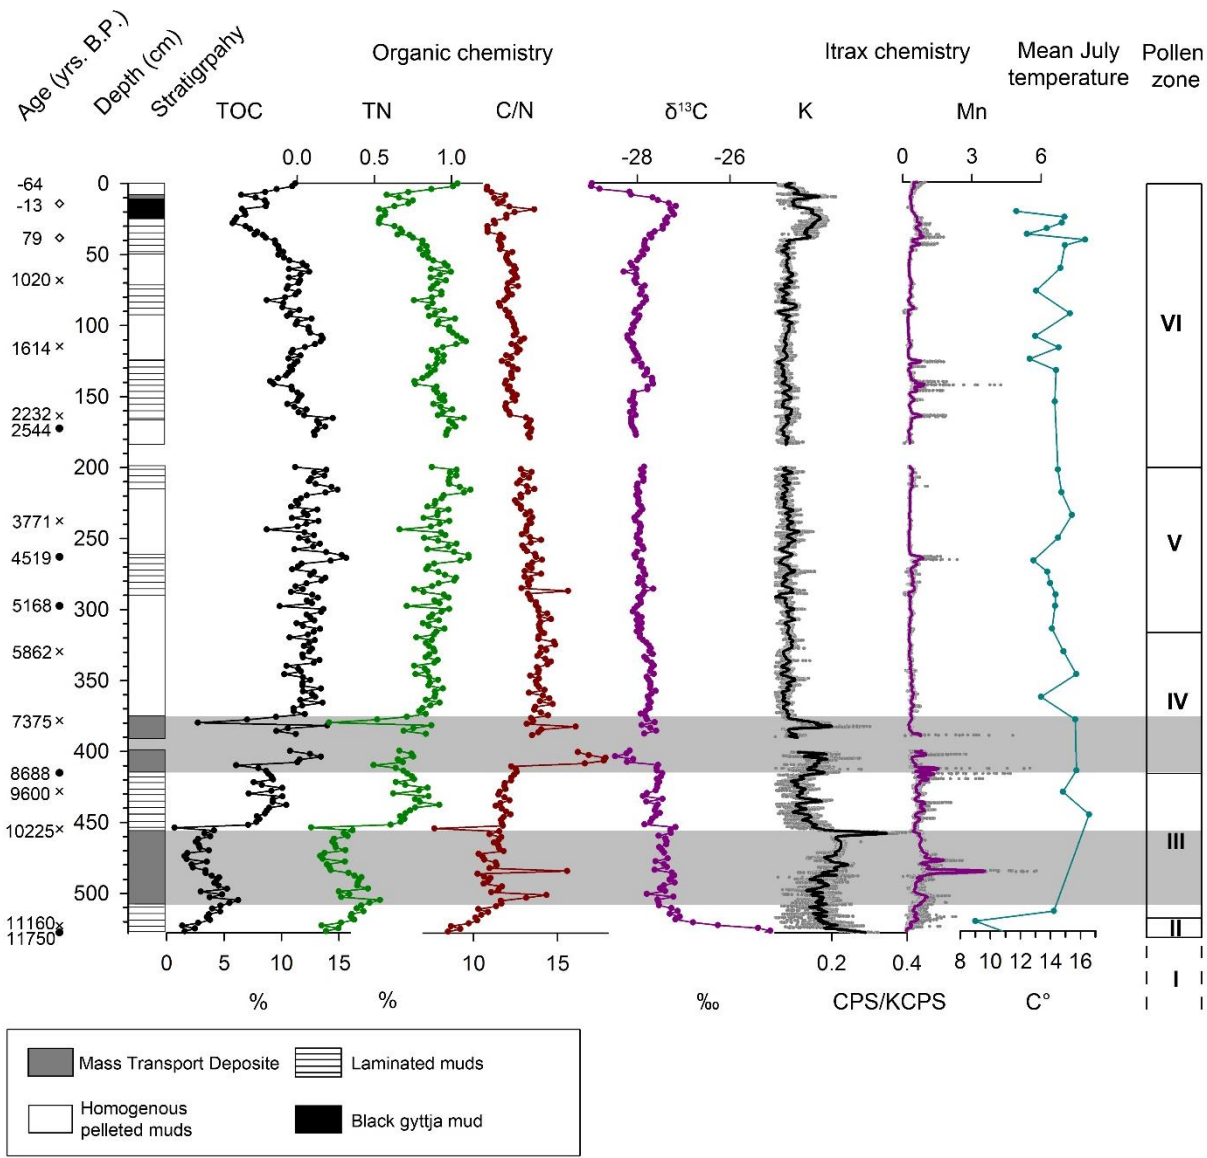 Age (yrs. B.P.)
Depth (cm)
Stratigrpahy
Organic chemistry
Itrax chemistry
Mean July
temperature
Pollen
zone
TOC
TN
C/N
δ¹³C
K
Mn
0.0 0.5 1.0
-28 -26
0 3 6
-64
-13
79
1020
1614
2232
2544
3771
4519
5168
5862
7375
8688
9600
10225
11160
11750
0
50
100
150
200
250
300
350
400
450
500
VI
V
IV
III
II
I
0 5 10 15
10 15
0.2 0.4
8 10 12 14 16
%
%
‰
CPS/KCPS
C°
Mass Transport Deposite
Laminated muds
Homogenous
pelleted muds
Black gyttja mud